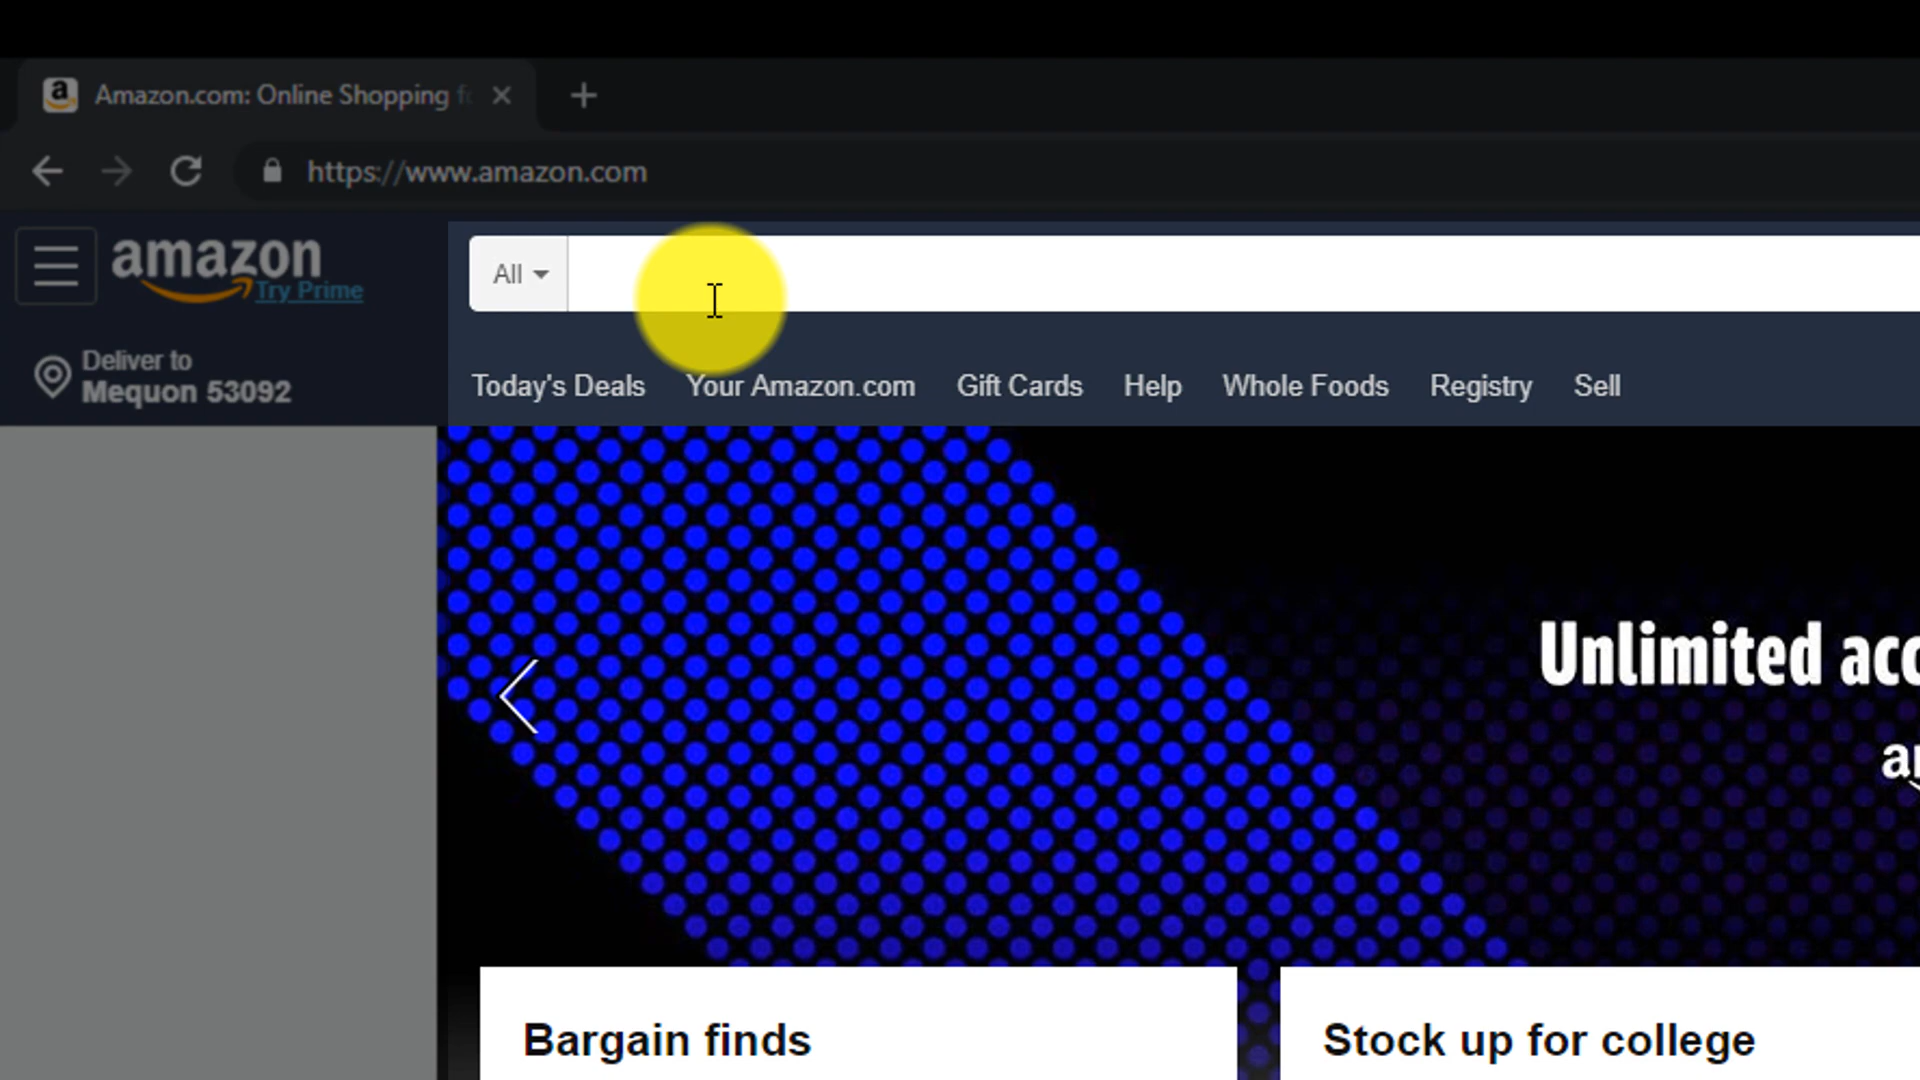 Amazon.com: Online Shopping
https://www.amazon.com
amazon
Try Prime
All
Deliver to
Mequon 53092
Today's Deals Your Amazon.com Gift Cards Help Whole Foods Registry Sell
Unlimited
Bargain finds
Stock up for college